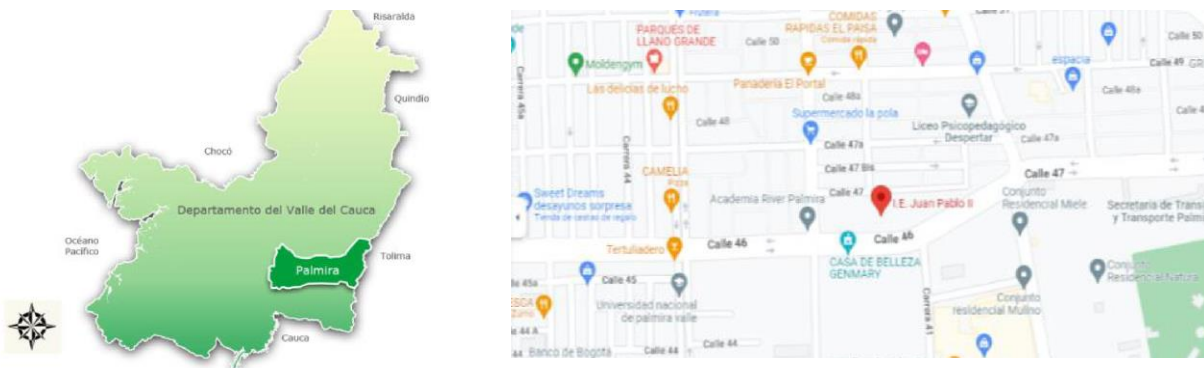 Risaralda
Quindío
Chocó
Departamento del Valle del Cauca
Océano
Pacífico
Tolima
Palmira
Cauca
PARQUES DE
LLANO GRANDE
Calle 50
COMIDAS
RAPIDAS EL PAISA
Comida rápida
Calle 50
Moldengym
Carrera 45a
Las delicias de lucho
Panadería El Portal
espacia
Calle 49
Calle 48a
Calle 48a
Calle 48
Supermercado la pola
Liceo Psicopedagógico
Despertar
Calle 47a
Calle 47a
Carrera 44
Calle 47 Bis
CAMELIA
Pizza
Calle 47
Calle 47
Sweet Dreams
desayunos sorpresa
Tienda de cestas de regalo
Academia River Palmira
I.E. Juan Pablo II
Conjunto
Residencial Miele
Secretaria de Trans
y Transporte Palmi
Tertuliadero
Calle 46
Calle 46
CASA DE BELLEZA
GENMARY
Calle 45
Universidad nacional
de palmira valle
Conjunto
Residencial Natura
Conjunto
residencial Mulino
Carrera 41
Banco de Bogotá
Calle 44
Calle 44